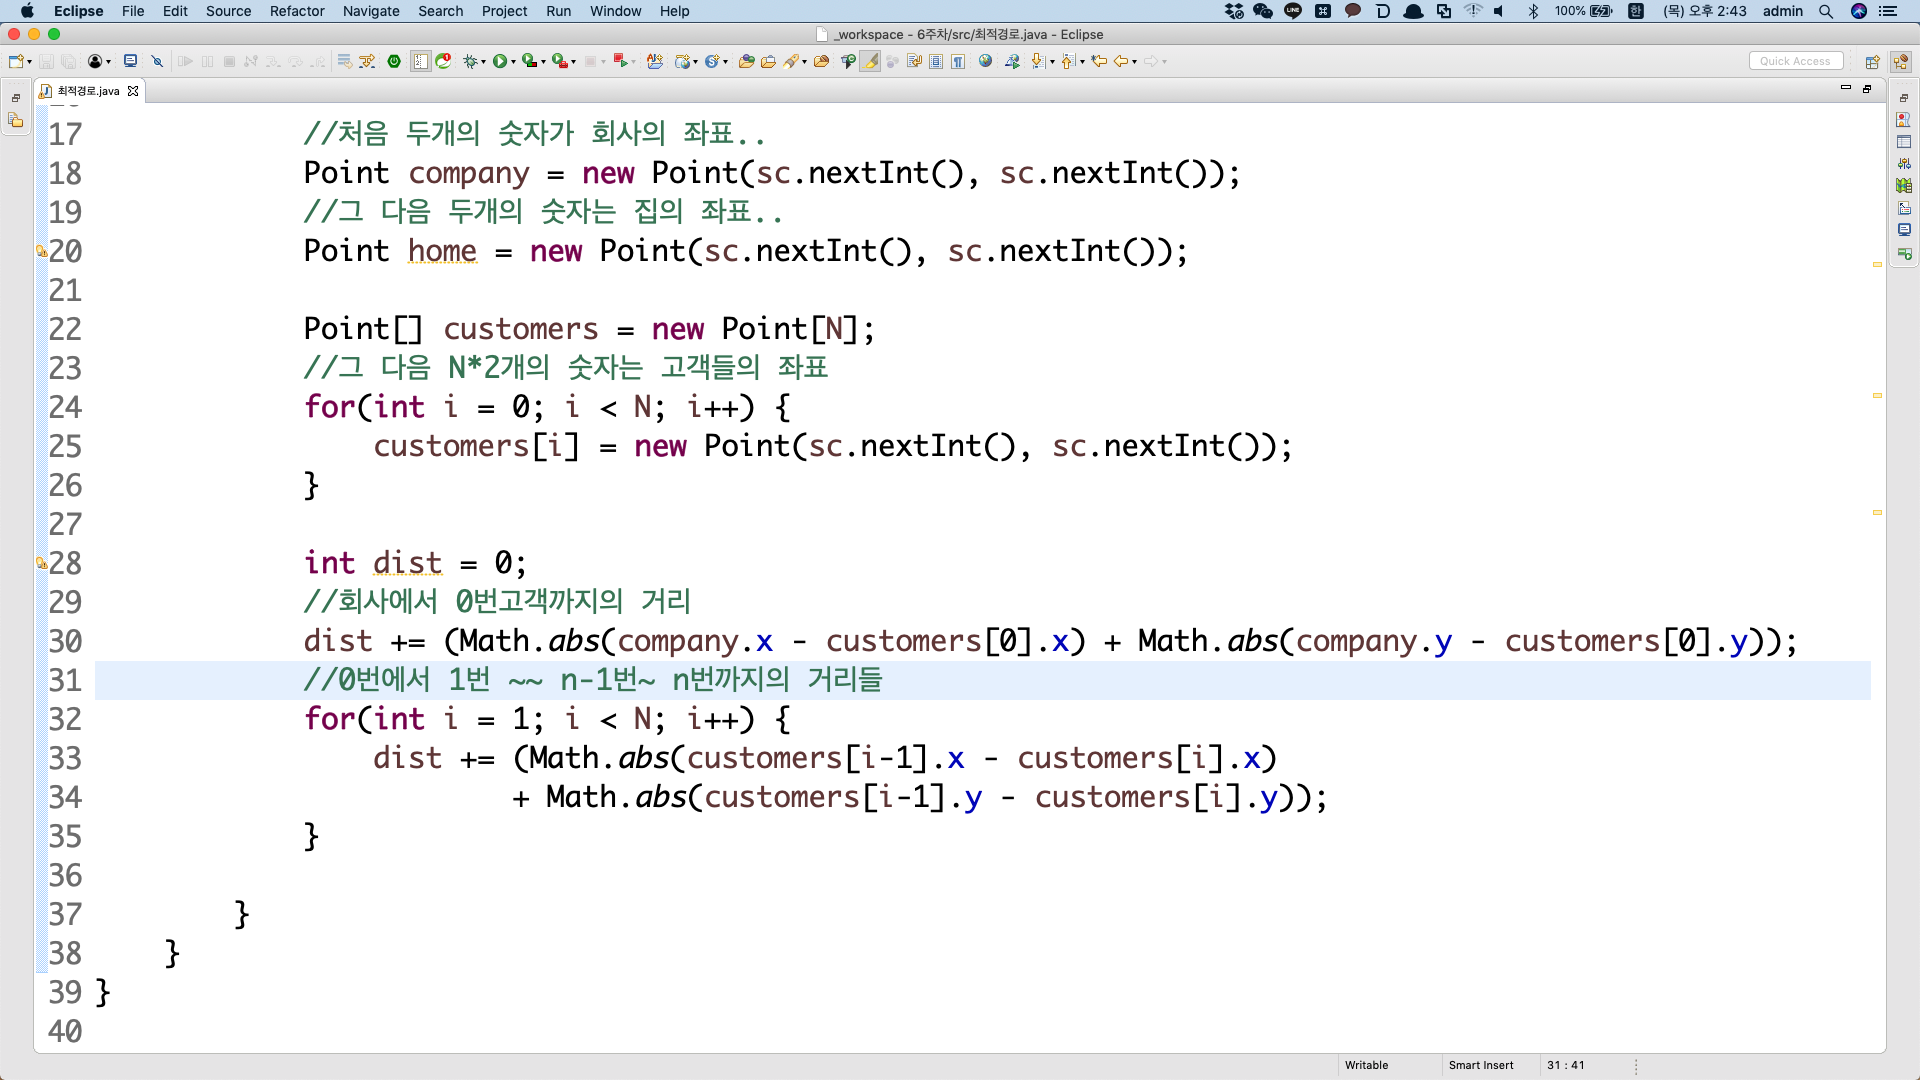 Eclipse File Edit Source Refactor Navigate Search Project Run Window Help 100% 한 (목) 오후 2:43 admin
_workspace - 6주차/src/최적경로.java - Eclipse
Quick Access
최적경로.java
17 //처음 두개의 숫자가 회사의 좌표..
18 Point company = new Point(sc.nextInt(), sc.nextInt());
19 //그 다음 두개의 숫자는 집의 좌표..
20 Point home = new Point(sc.nextInt(), sc.nextInt());
21
22 Point[] customers = new Point[N];
23 //그 다음 N*2개의 숫자는 고객들의 좌표
24 for(int i = 0; i < N; i++) {
25 customers[i] = new Point(sc.nextInt(), sc.nextInt());
26 }
27
28 int dist = 0;
29 //회사에서 0번고객까지의 거리
30 dist += (Math.abs(company.x - customers[0].x) + Math.abs(company.y - customers[0].y));
31 //0번에서 1번 ~~ n-1번~ n번까지의 거리들
32 for(int i = 1; i < N; i++) {
33 dist += (Math.abs(customers[i-1].x - customers[i].x)
34 + Math.abs(customers[i-1].y - customers[i].y));
35 }
36
37 }
38 }
39 }
40
Writable Smart Insert 31 : 41